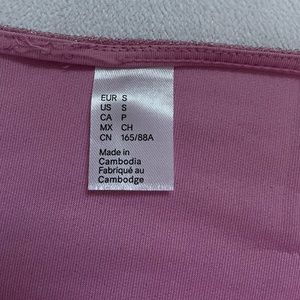 EUR S
US S
CA P
MX CH
CN 165/88A
Made in
Cambodia
Fabriqué au
Cambodge